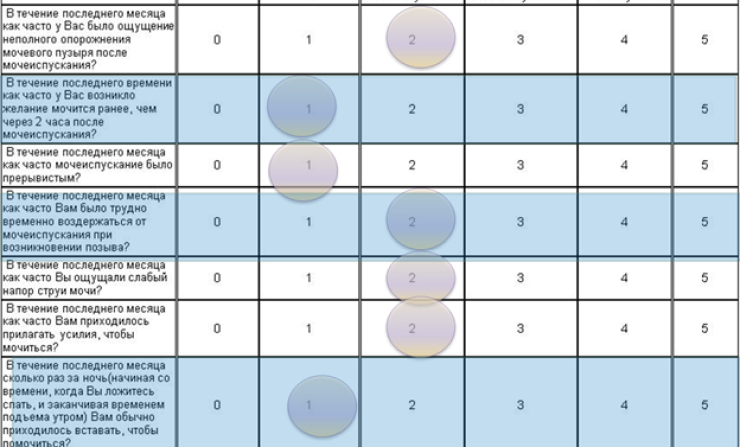 В течение последнего месяца
как часто у Вас было ощущение
неполного опорожнения
мочевого пузыря после
мочеиспускания?
0 1 2 3 4 5
В течение последнего времени
как часто у Вас возникло
желание мочится ранее, чем
через 2 часа после
мочеиспускания?
0 1 2 3 4 5
В течение последнего месяца
как часто мочеиспускание было
прерывистым?
0 1 2 3 4 5
В течение последнего месяца
как часто Вам было трудно
временно воздержаться от
мочеиспускания при
возникновении позыва?
0 1 2 3 4 5
В течение последнего месяца
как часто Вы ощущали слабый
напор струи мочи?
0 1 2 3 4 5
В течение последнего месяца
как часто Вам приходилось
прилагать усилия, чтобы
мочиться?
0 1 2 3 4 5
В течение последнего месяца
сколько раз за ночь(начиная со
времени, когда Вы ложитесь
спать, и заканчивая временем
подъема утром) Вам обычно
приходилось вставать, чтобы
помочиться?
0 1 2 3 4 5